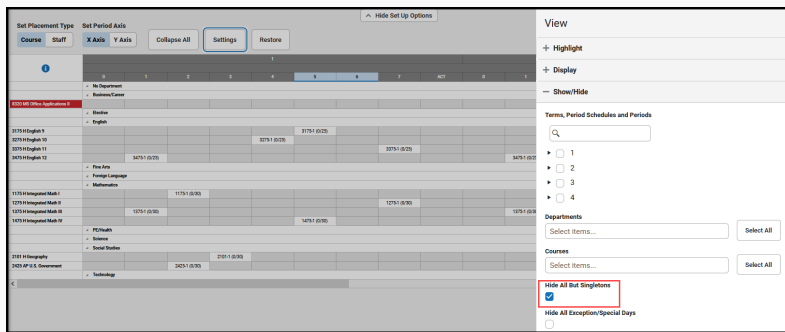 Hide Set Up Options
Set Placement Type Set Period Axis
Course Staff X Axis Y Axis Collapse All Settings Restore
1
0 1 2 3 4 5 6 7 ACT 0 1
No Department
Business/Career
8320 MS Office Applications II
Elective
English
3175 H English 9 3175-1 (0/25)
3275 H English 10 3275-1 (0/25)
3375 H English 11 3375-1 (0/25)
3475 H English 12 3475-1 (0/25) 3475-1 (0/25
Fine Arts
Foreign Language
Mathematics
1175 H Integrated Math I 1175-1 (0/30)
1275 H Integrated Math II 1275-1 (0/30)
1375 H Integrated Math III 1375-1 (0/30) 1375-1 (0/30
1475 H Integrated Math IV 1475-1 (0/30)
PE/Health
Science
Social Studies
2101 H Geography 2101-1 (0/30)
2425 AP U.S. Government 2425-1 (0/30)
Technology
View
+ Highlight
+ Display
− Show/Hide
Terms, Period Schedules and Periods
1
2
3
4
Departments
Select items... Select All
Courses
Select items... Select All
Hide All But Singletons
Hide All Exception/Special Days